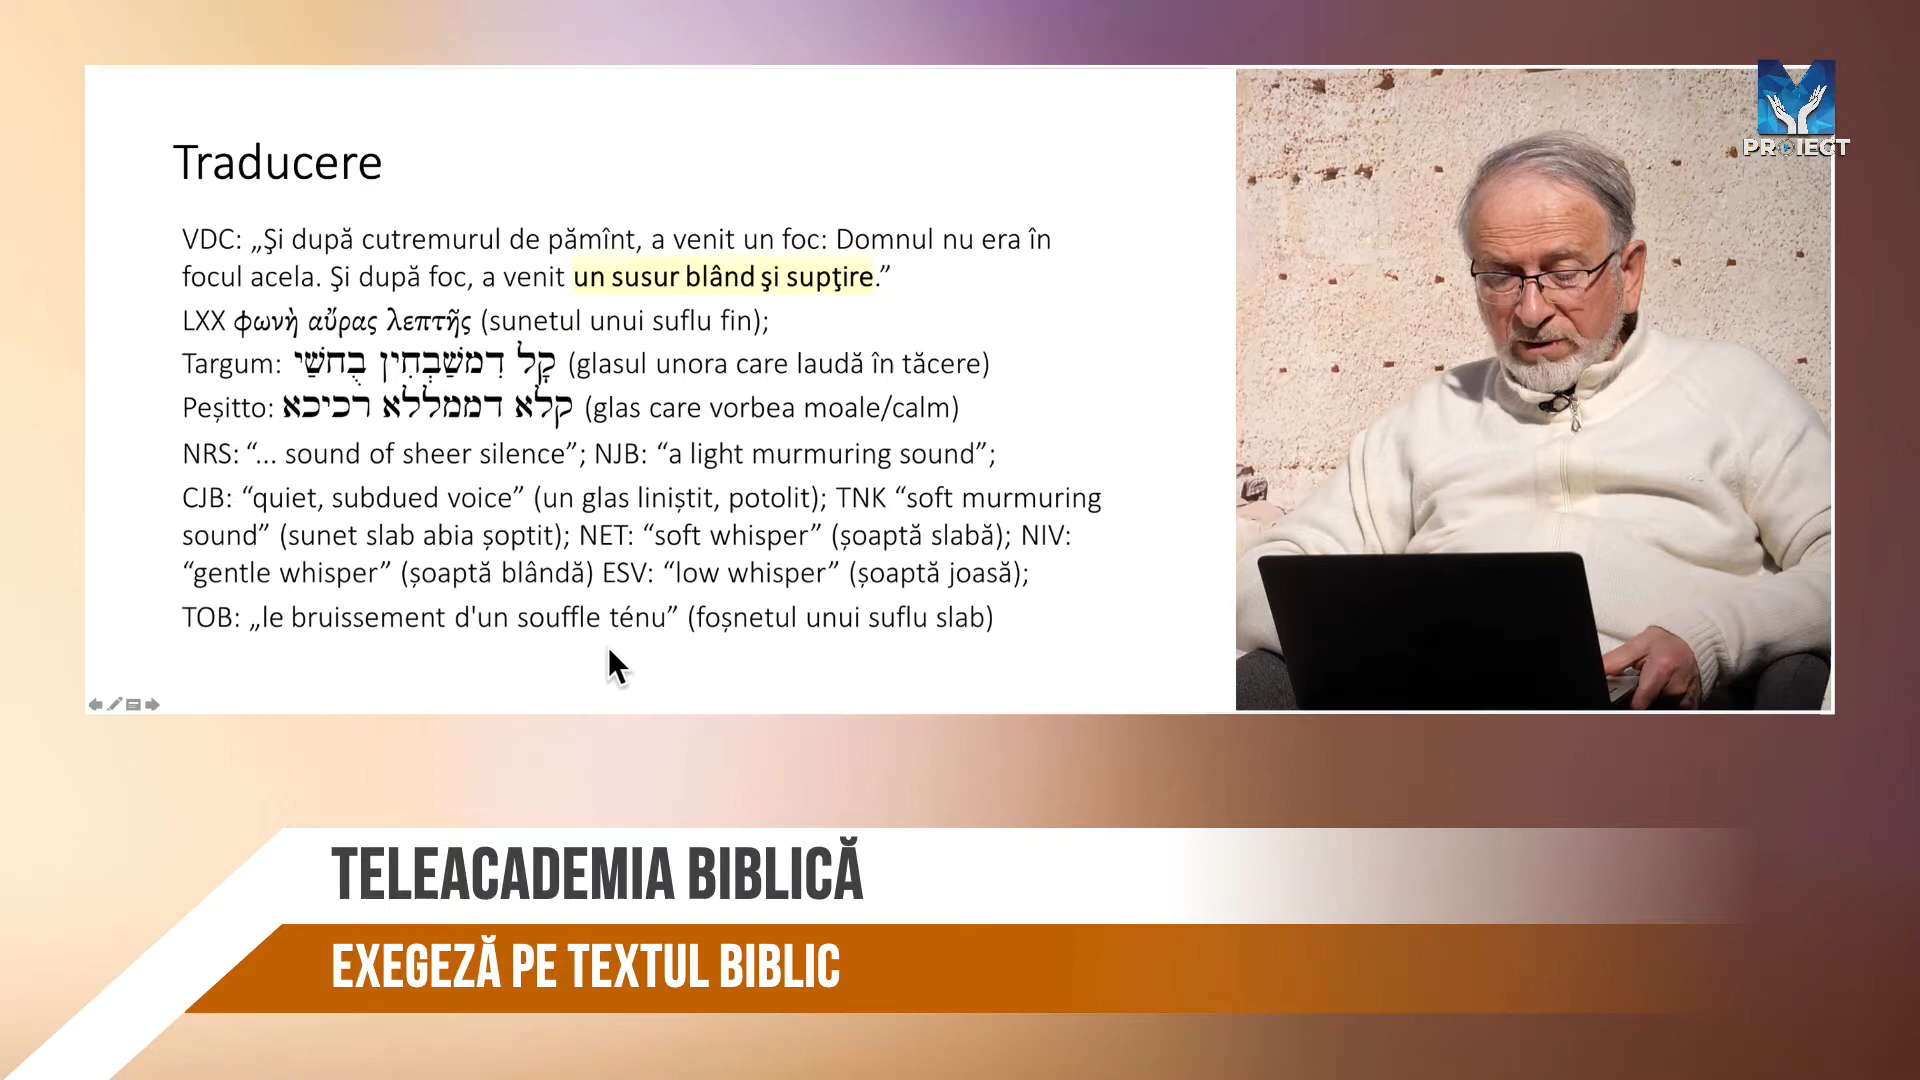 PROIECT
Traducere
VDC: „Şi după cutremurul de pămînt, a venit un foc: Domnul nu era în
focul acela. Şi după foc, a venit un susur blând şi supţire.”
LXX φωνὴ αὔρας λεπτῆς (sunetul unui suflu fin);
Targum: קָל דִמשַׁבְחִין בֻחשַׁי (glasul unora care laudă în tăcere)
Peșitto: קלא דממללא רכיכא (glas care vorbea moale/calm)
NRS: “... sound of sheer silence”; NJB: “a light murmuring sound”;
CJB: “quiet, subdued voice” (un glas liniștit, potolit); TNK “soft murmuring
sound” (sunet slab abia șoptit); NET: “soft whisper” (șoaptă slabă); NIV:
“gentle whisper” (șoaptă blândă) ESV: “low whisper” (șoaptă joasă);
TOB: „le bruissement d'un souffle ténu” (foșnetul unui suflu slab)
TELEACADEMIA BIBLICĂ
EXEGEZĂ PE TEXTUL BIBLIC